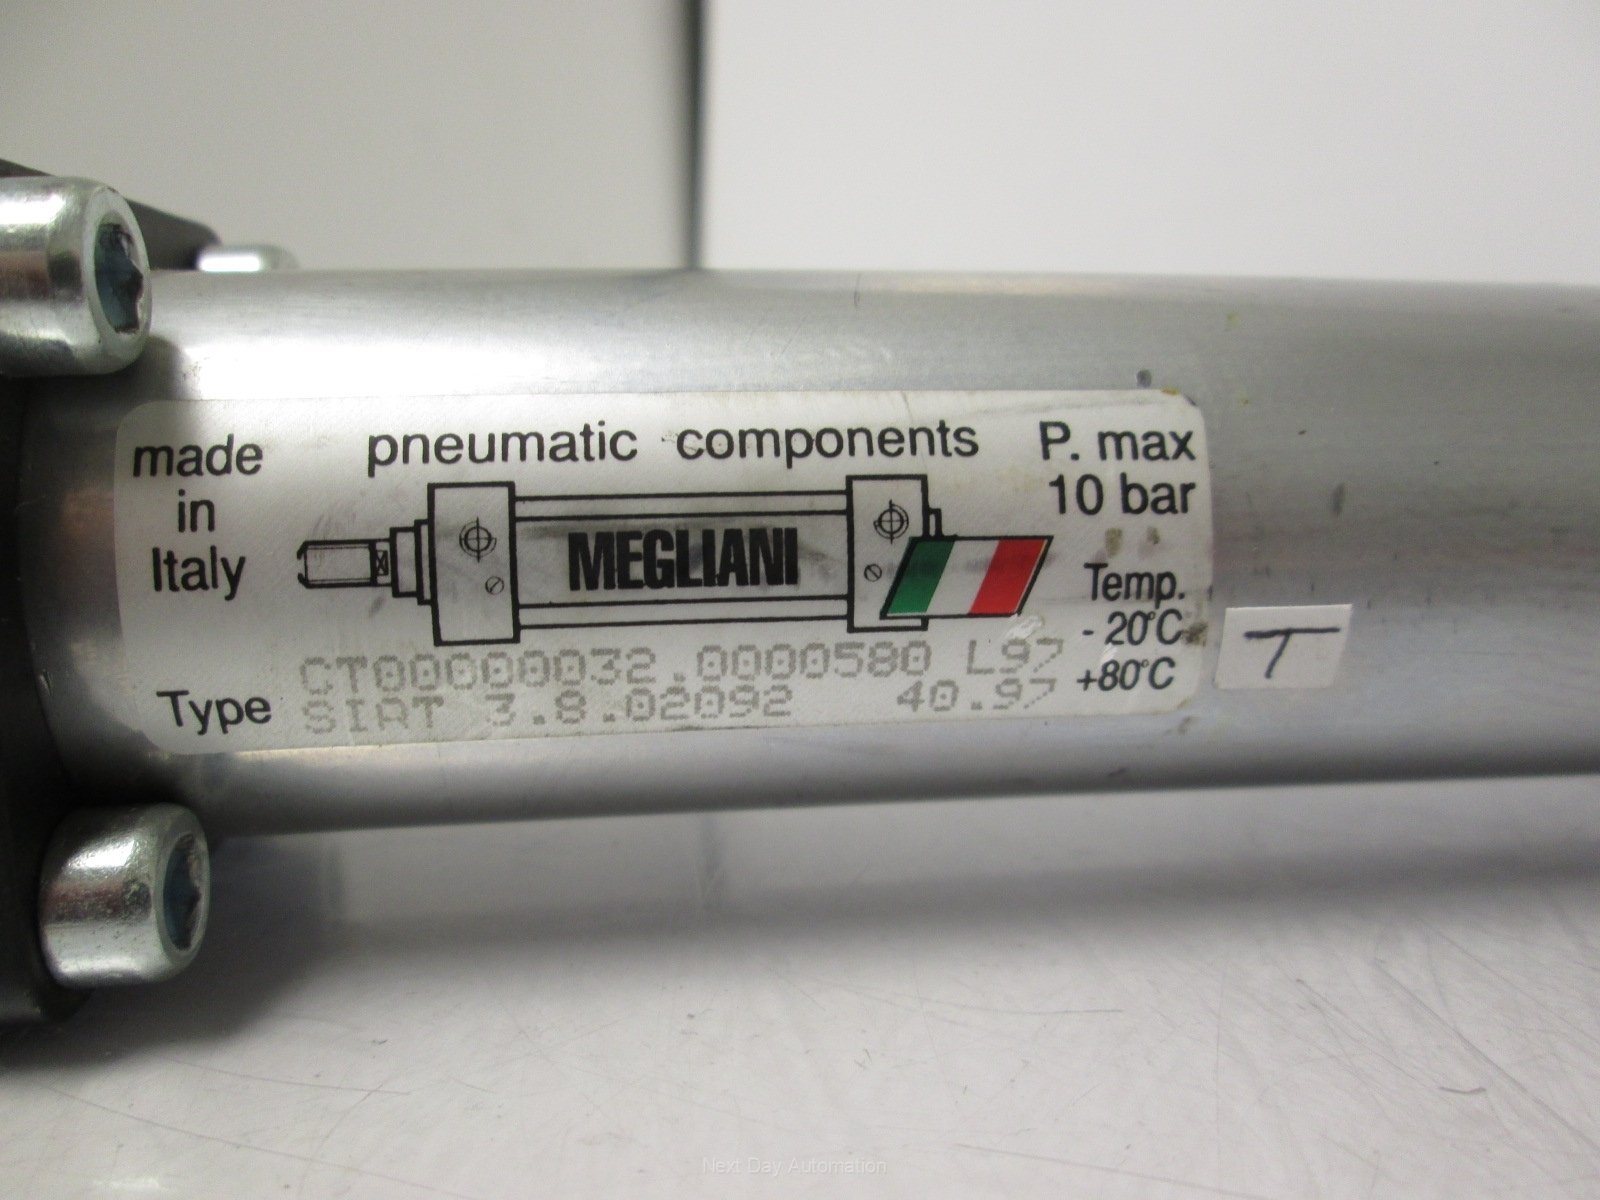 made
in
Italy
pneumatic components
P. max
10 bar
MEGLIANI
Temp.
- 20°C
+80°C
Type
CT00000032.0000580 L97
SIAT 3.8.02092 40.97
T
Next Day Automation